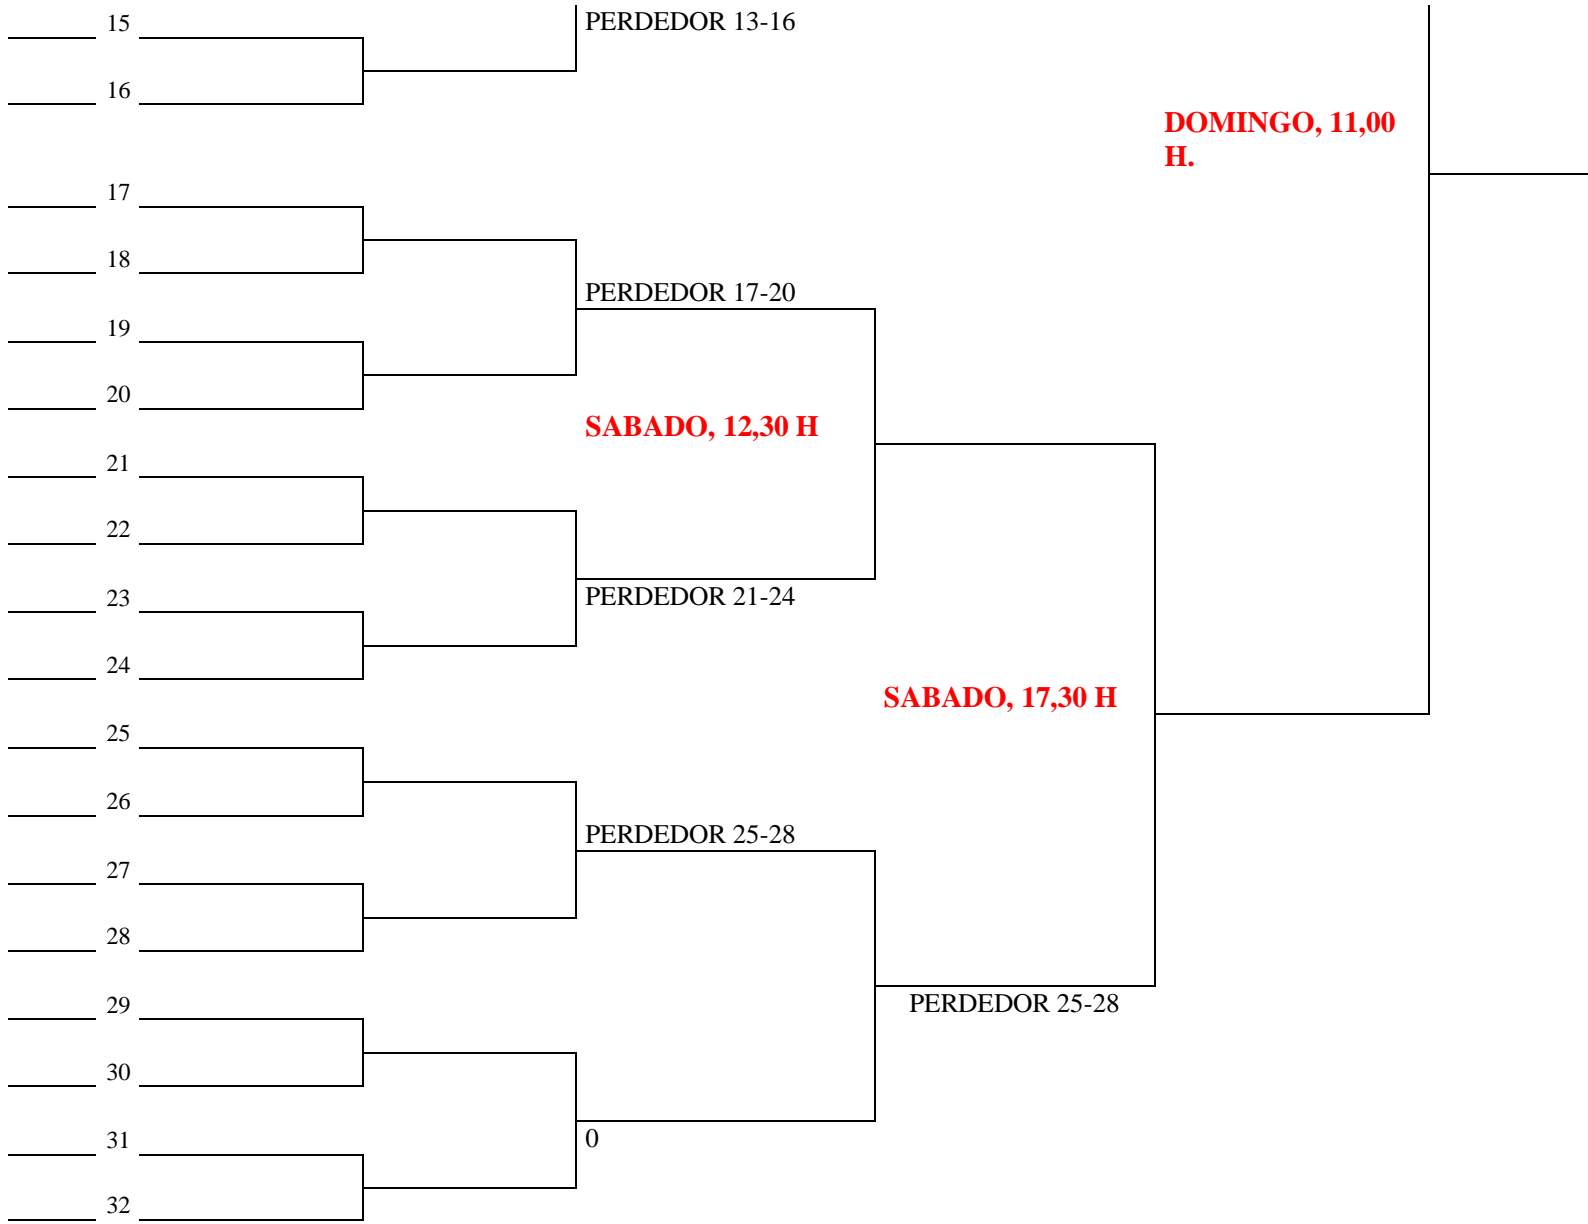 15
PERDEDOR 13-16
16
DOMINGO, 11,00
H.
17
18
PERDEDOR 17-20
19
20
SABADO, 12,30 H
21
22
23
PERDEDOR 21-24
24
SABADO, 17,30 H
25
26
PERDEDOR 25-28
27
28
29
PERDEDOR 25-28
30
31
0
32